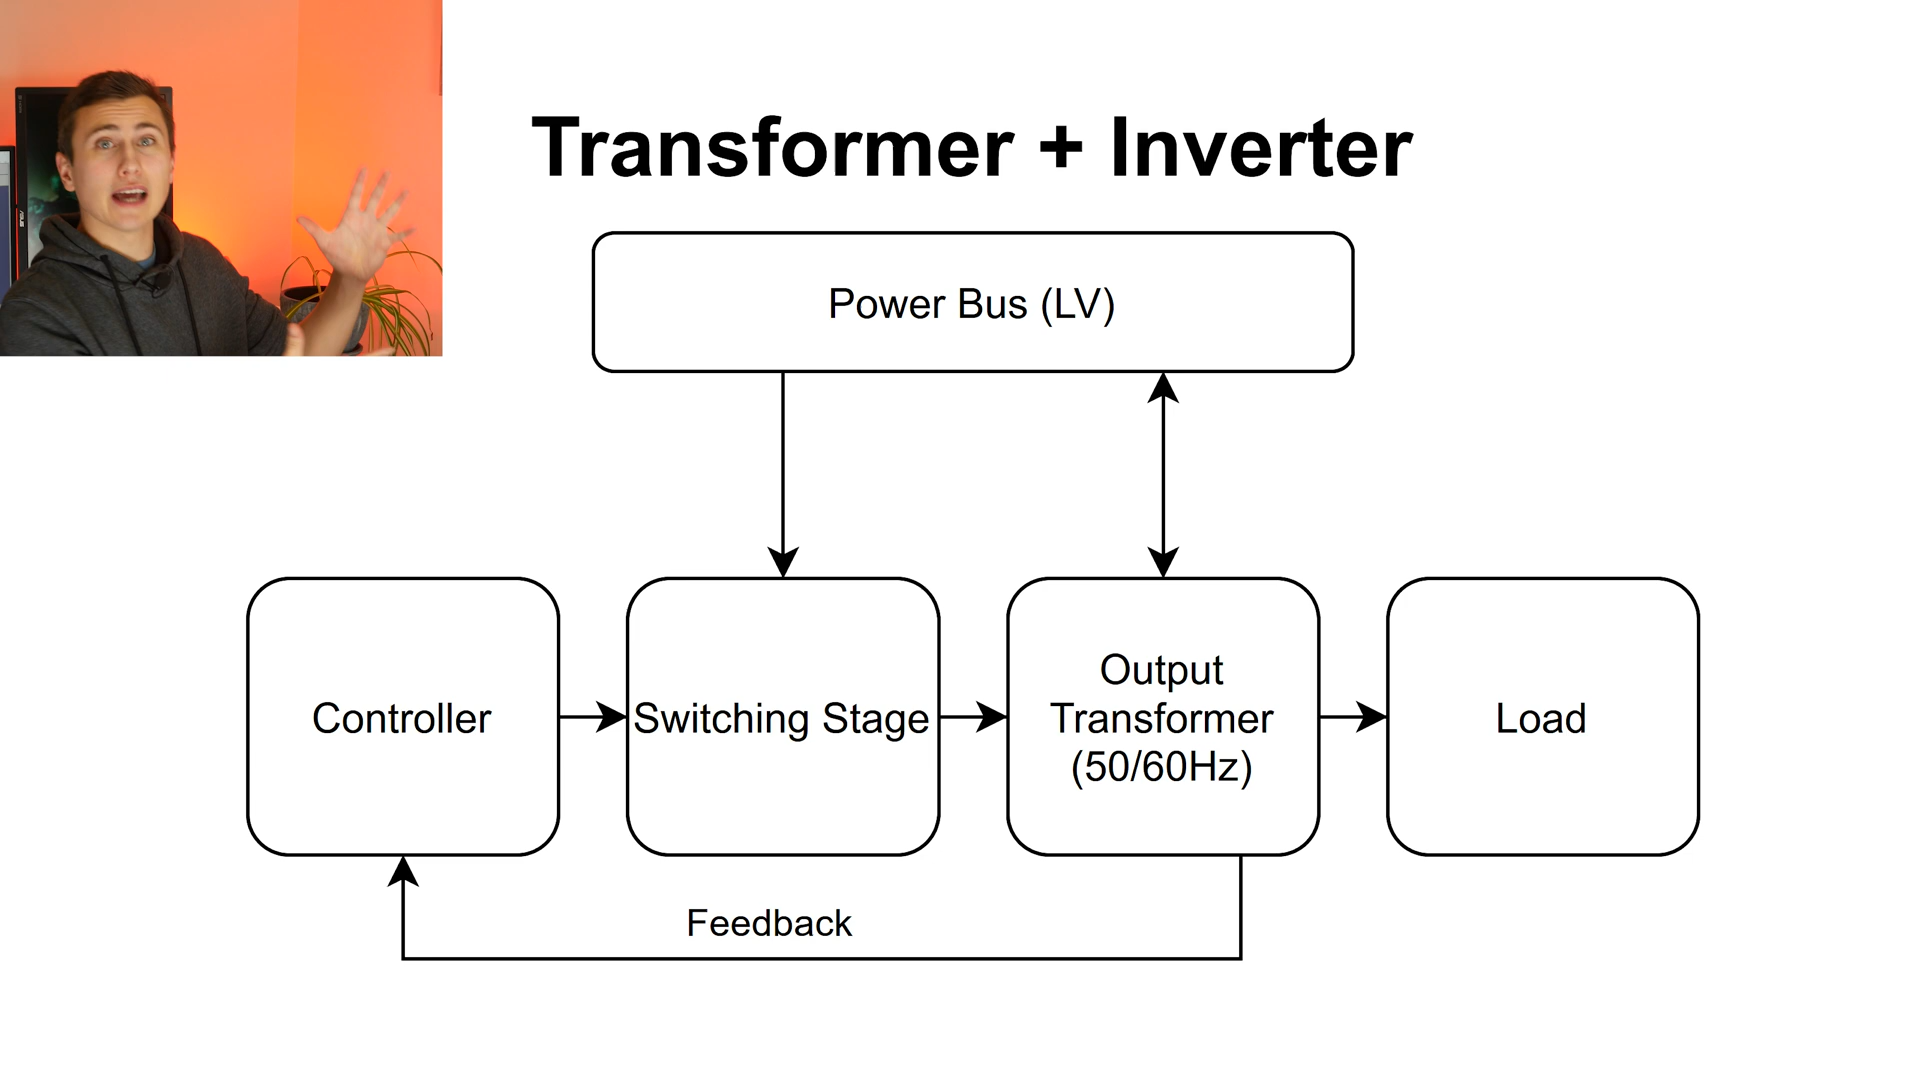 Transformer + Inverter
Power Bus (LV)
Controller
Switching Stage
Output
Transformer
(50/60Hz)
Load
Feedback